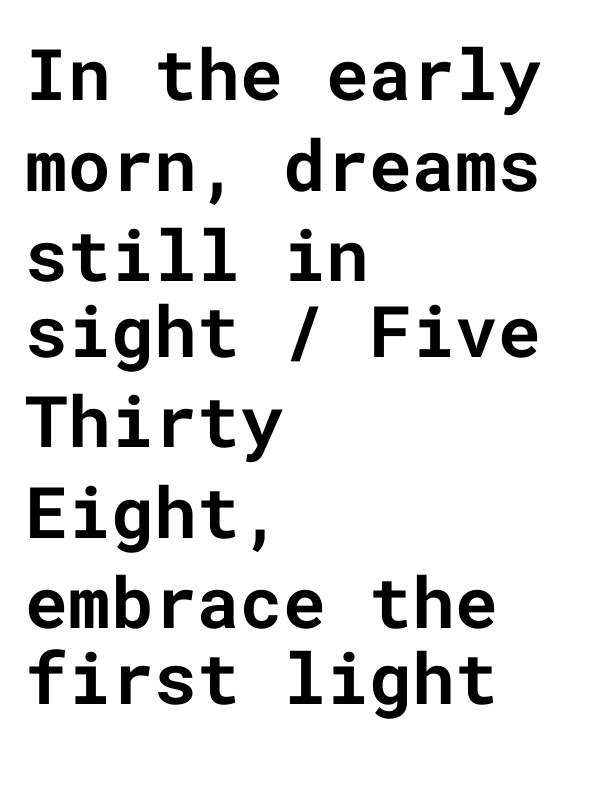 In the early
morn, dreams
still in
sight / Five
Thirty
Eight,
embrace the
first light